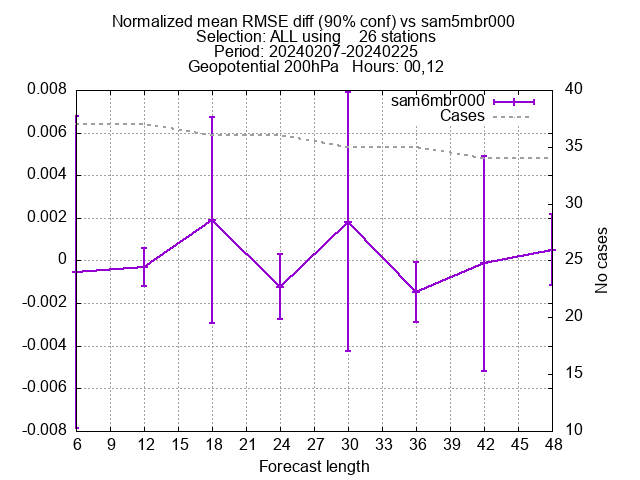 Normalized mean RMSE diff (90% conf) vs sam5mbr000
Selection: ALL using    26 stations
Period: 20240207-20240225
Geopotential 200hPa   Hours: 00,12
sam6mbr000
Cases
0.008
0.006
0.004
0.002
0
-0.002
-0.004
-0.006
-0.008
40
35
30
25
20
15
10
No cases
6 9 12 15 18 21 24 27 30 33 36 39 42 45 48
Forecast length